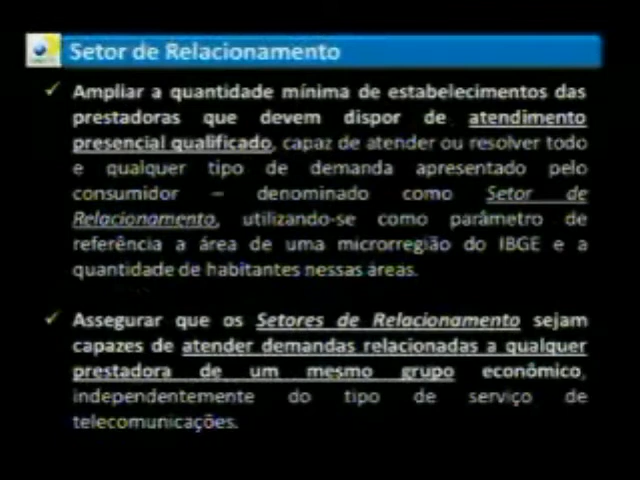 Setor de Relacionamento
✓ Ampliar a quantidade mínima de estabelecimentos das
prestadoras que devem dispor de atendimento
presencial qualificado, capaz de atender ou resolver todo
e qualquer tipo de demanda apresentado pelo
consumidor – denominado como Setor de
Relacionamento, utilizando-se como parâmetro de
referência a área de uma microrregião do IBGE e a
quantidade de habitantes nessas áreas.
✓ Assegurar que os Setores de Relacionamento sejam
capazes de atender demandas relacionadas a qualquer
prestadora de um mesmo grupo econômico,
independentemente do tipo de serviço de
telecomunicações.